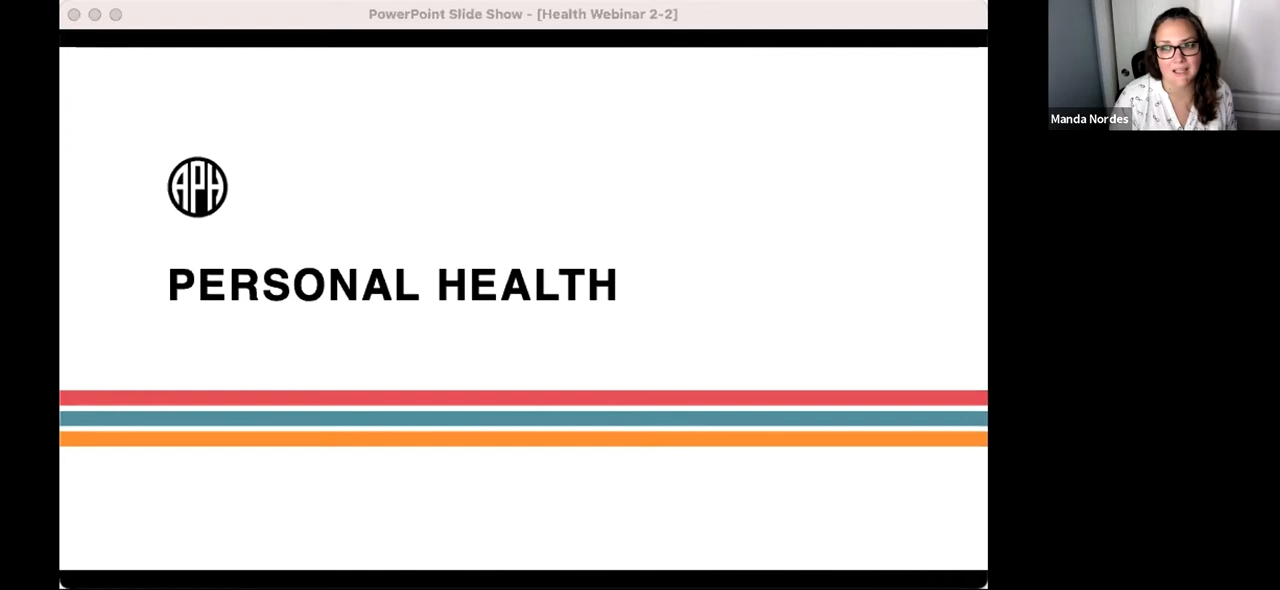 PowerPoint Slide Show - [Health Webinar 2-2]
Manda Nordes
APH
PERSONAL HEALTH